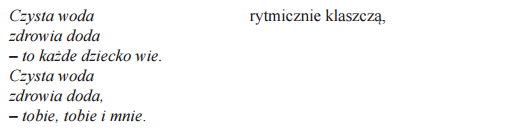 Czysta woda rytmicznie klaszczą,
zdrowia doda
– to każde dziecko wie.
Czysta woda
zdrowia doda,
– tobie, tobie i mnie.